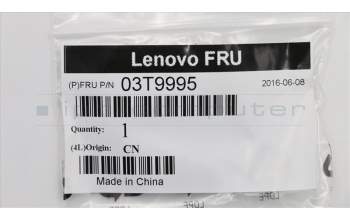 Lenovo FRU
(P)FRU P/N 03T9995 2016-06-08
Quantity: 1
(4L)Origin: CN
Made in China